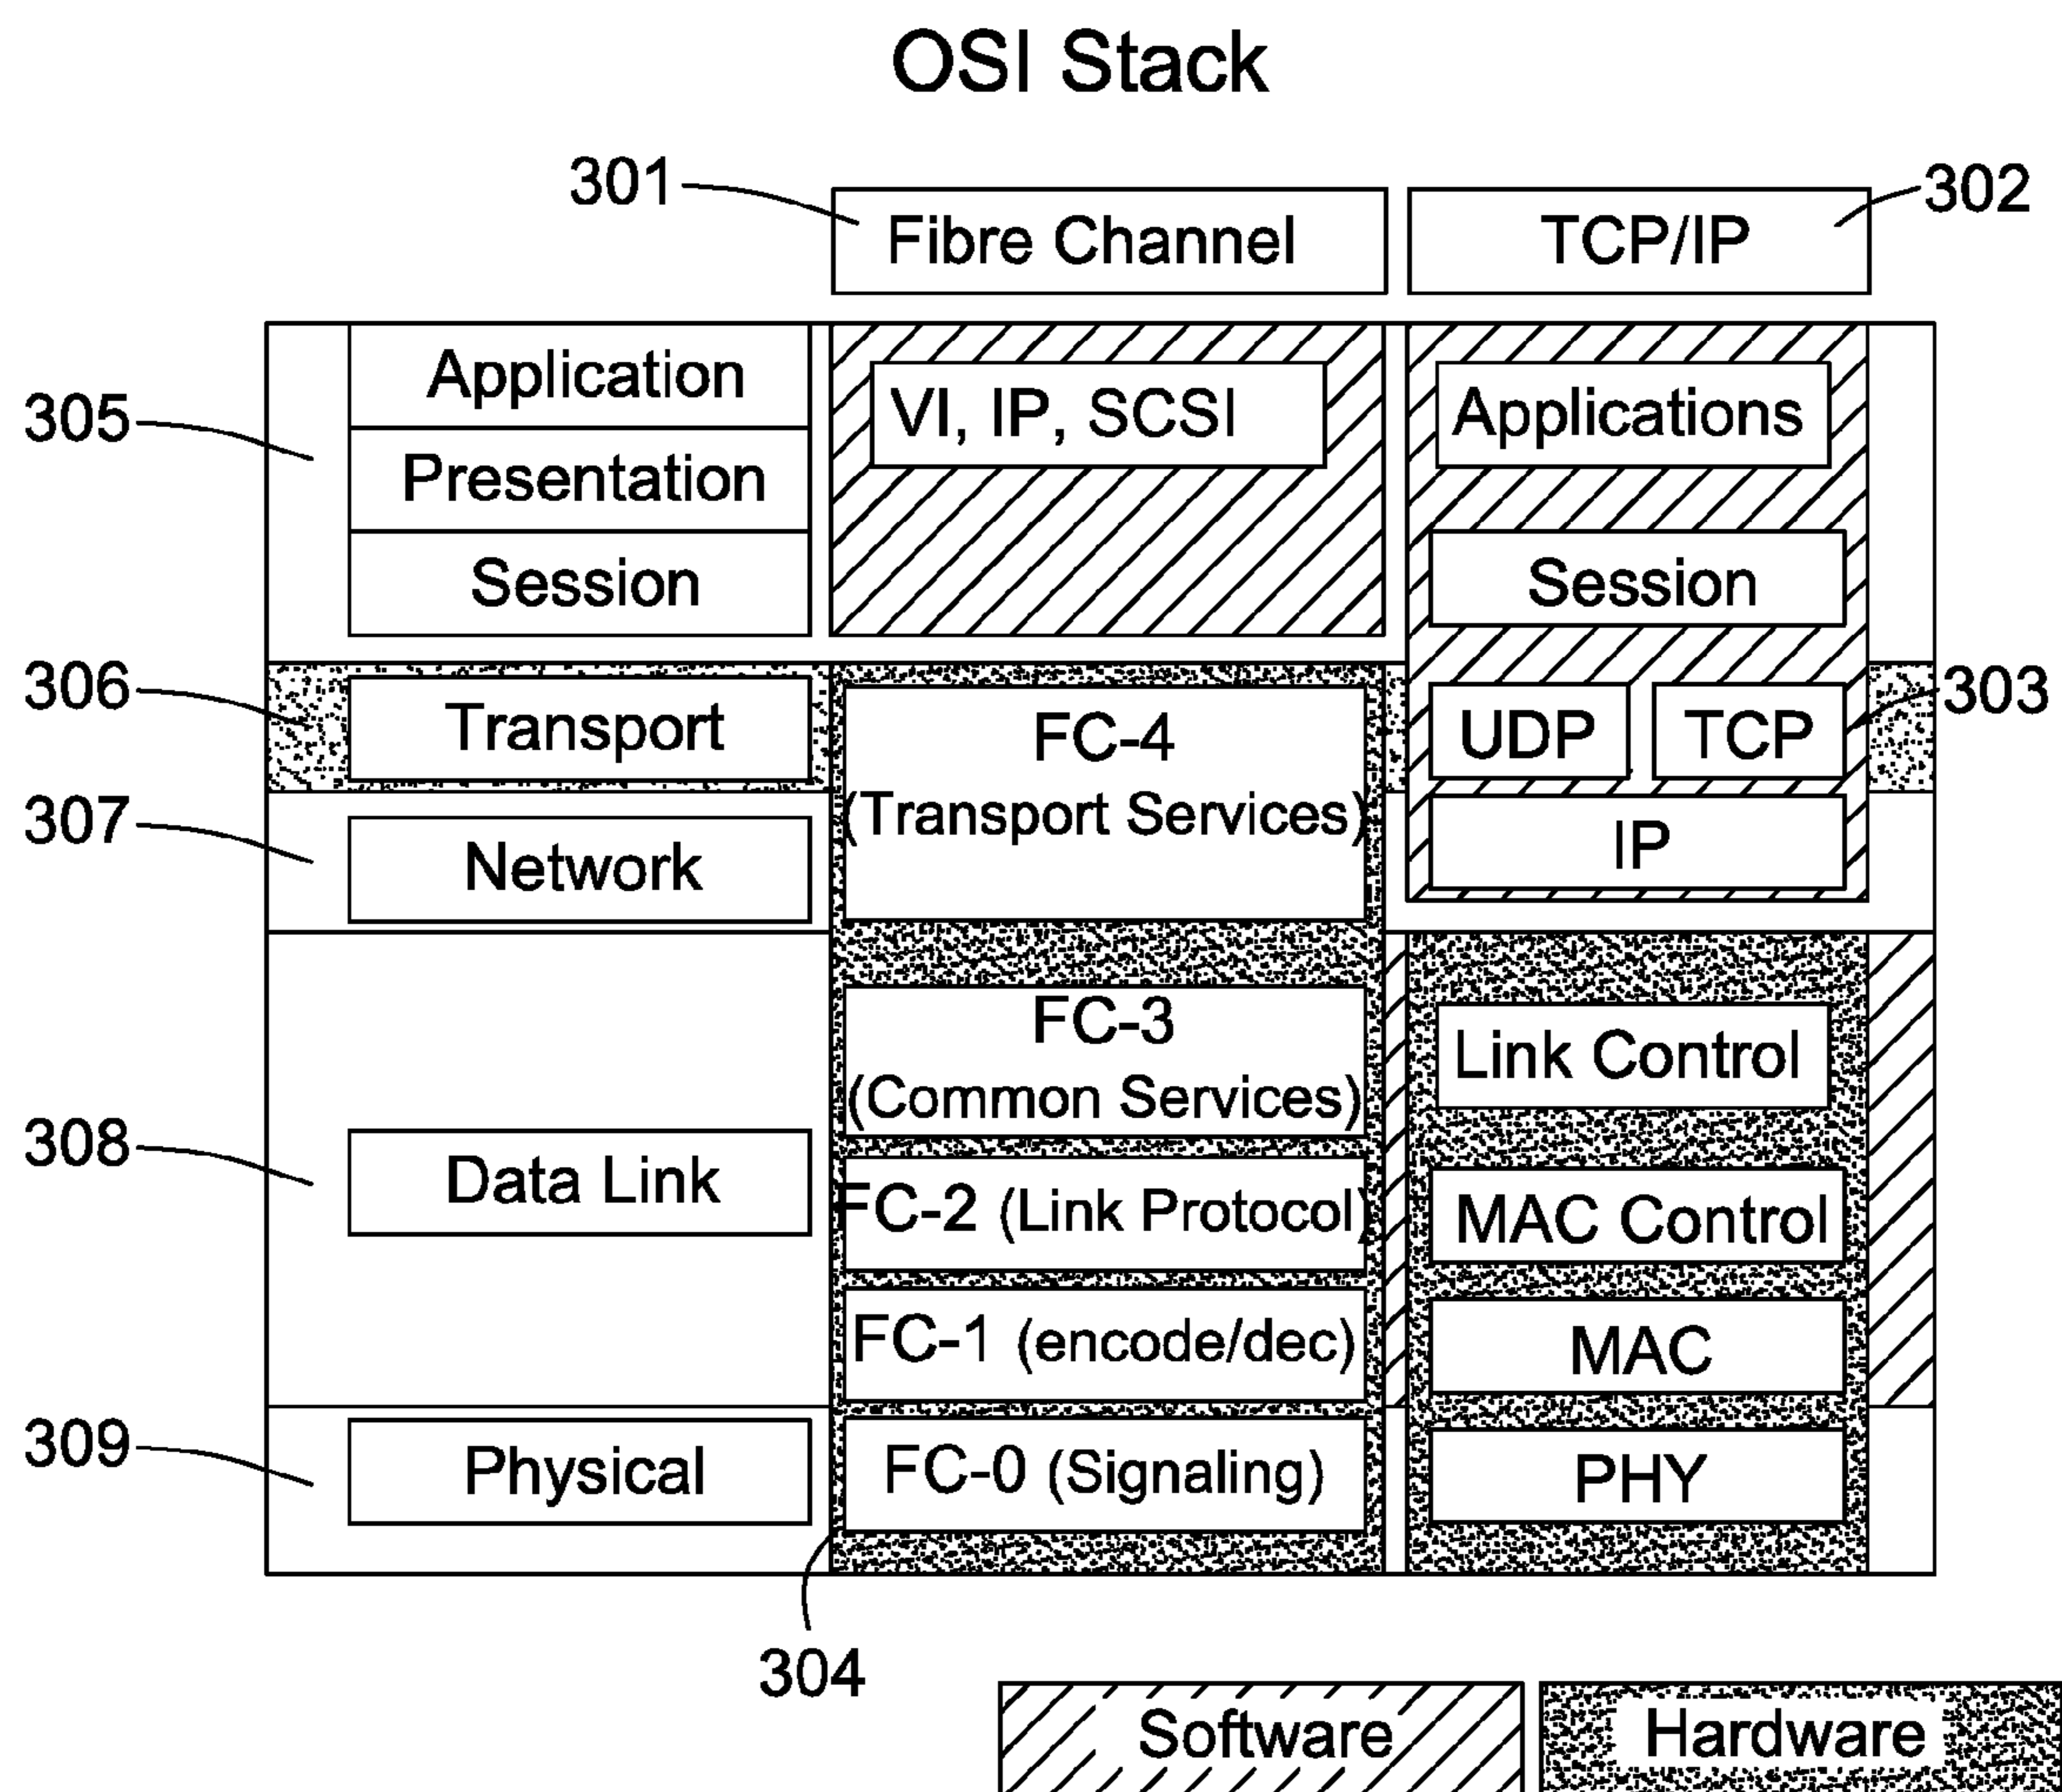 OSI Stack
301
Fibre Channel
TCP/IP
302
305
Application
Presentation
Session
VI, IP, SCSI
Applications
Session
306
Transport
FC-4
(Transport Services)
UDP
TCP
303
307
Network
IP
308
Data Link
FC-3
(Common Services)
FC-2 (Link Protocol)
FC-1 (encode/dec)
Link Control
MAC Control
MAC
309
Physical
FC-0 (Signaling)
PHY
304
Software
Hardware